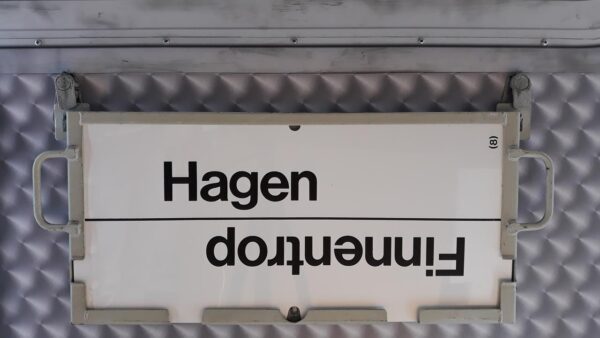 (8)
Hagen
Finnentrop